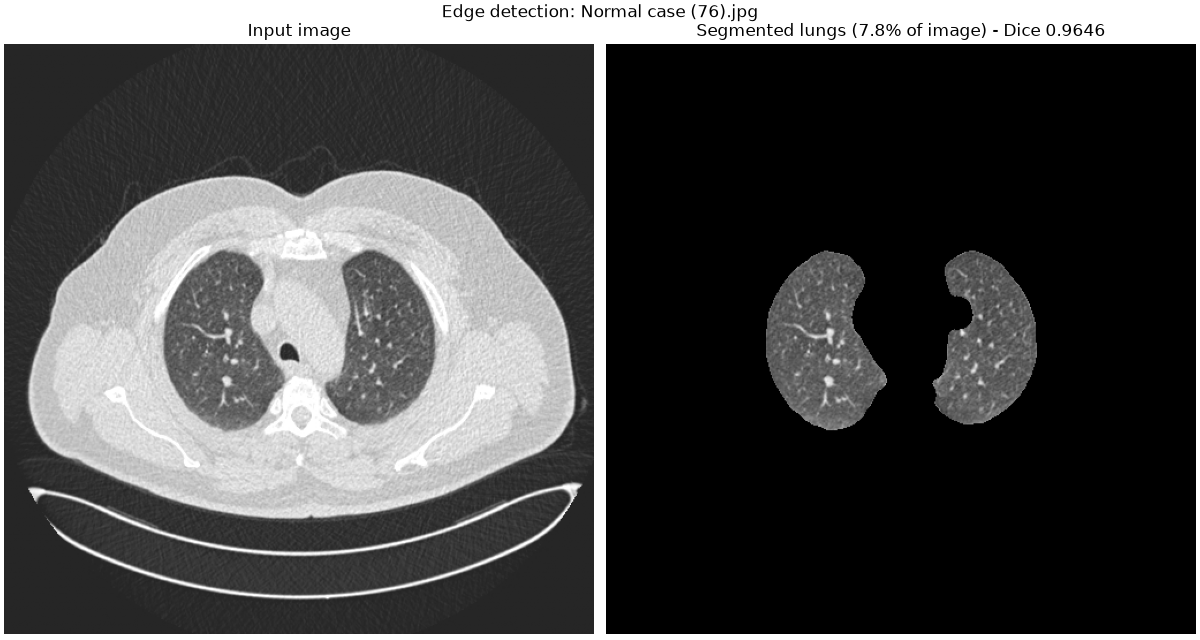 Edge detection: Normal case (76).jpg
Input image
Segmented lungs (7.8% of image) - Dice 0.9646